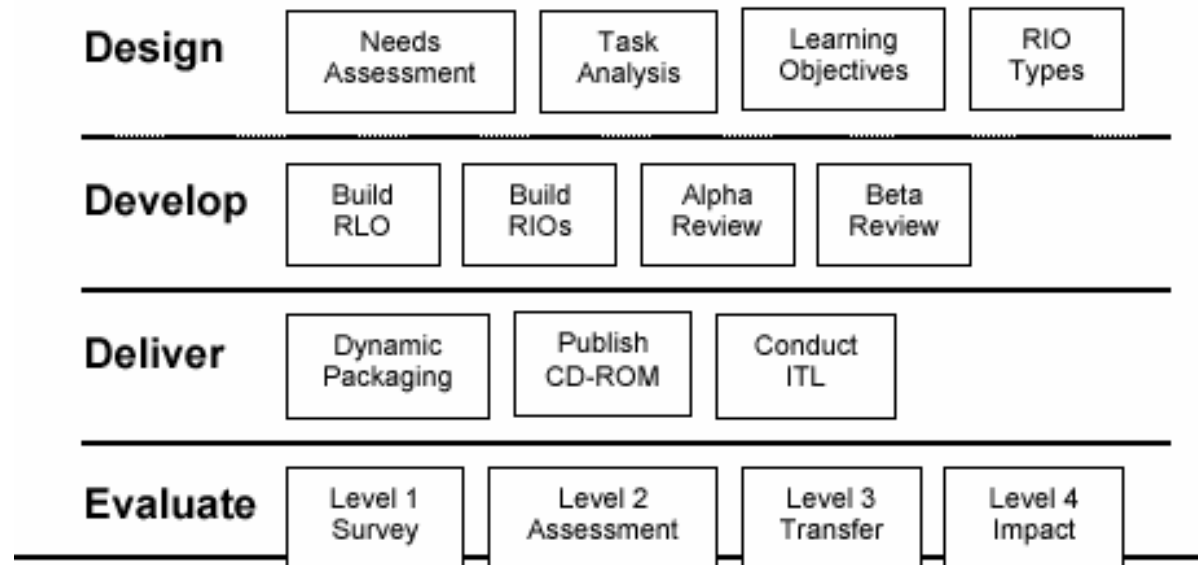 Design
Needs
Assessment
Task
Analysis
Learning
Objectives
RIO
Types
Develop
Build
RLO
Build
RIOs
Alpha
Review
Beta
Review
Deliver
Dynamic
Packaging
Publish
CD-ROM
Conduct
ITL
Evaluate
Level 1
Survey
Level 2
Assessment
Level 3
Transfer
Level 4
Impact